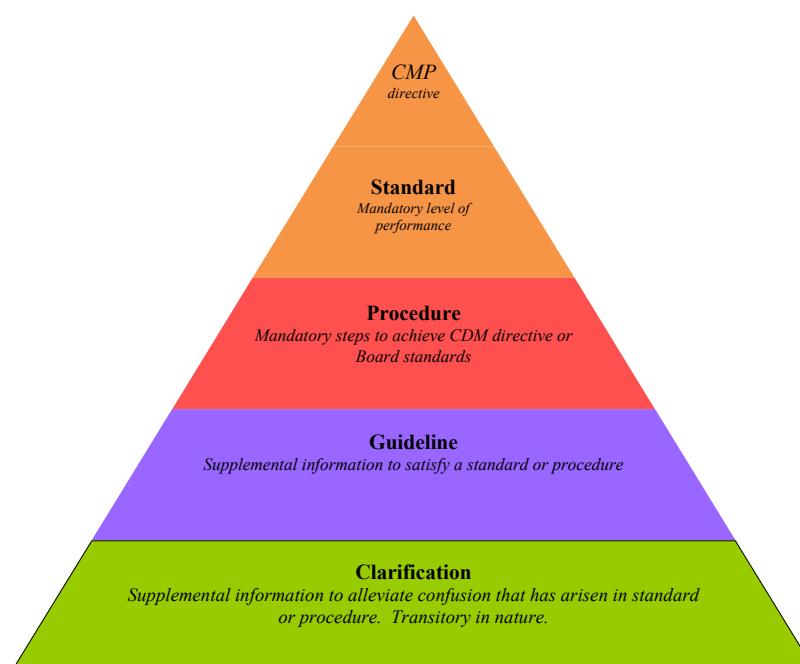 CMP
directive
Standard
Mandatory level of
performance
Procedure
Mandatory steps to achieve CDM directive or
Board standards
Guideline
Supplemental information to satisfy a standard or procedure
Clarification
Supplemental information to alleviate confusion that has arisen in standard
or procedure.  Transitory in nature.